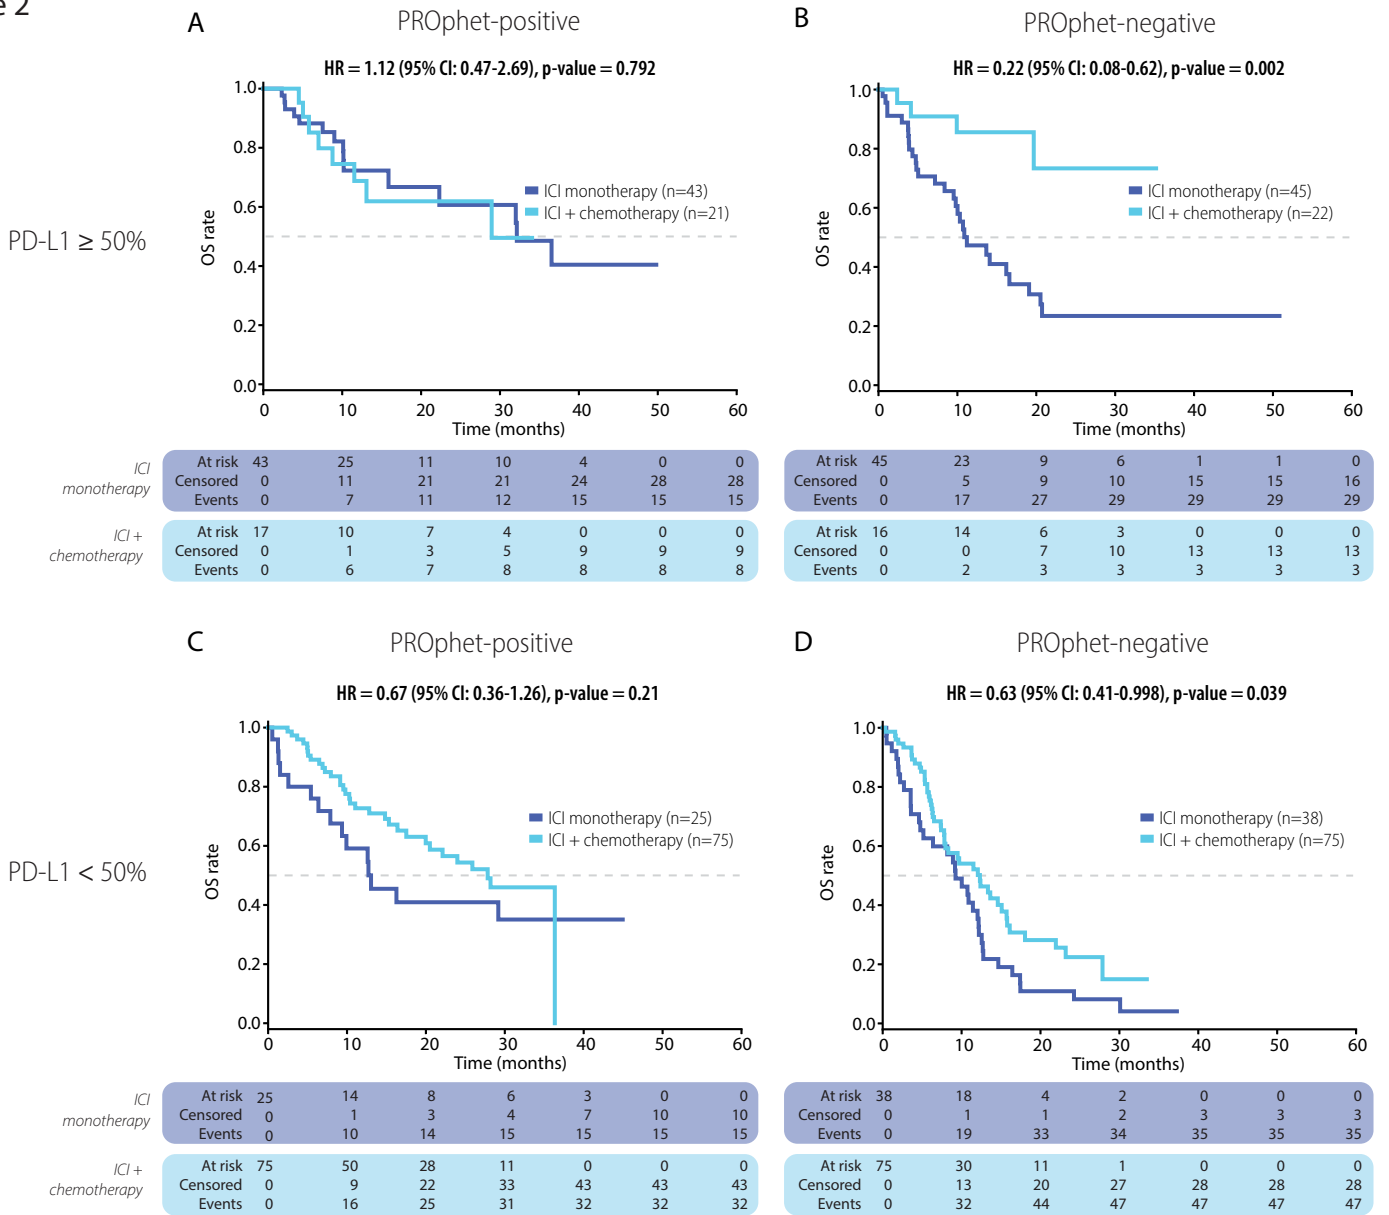 e 2
A PROphet-positive
HR = 1.12 (95% CI: 0.47-2.69), p-value = 0.792
B PROphet-negative
HR = 0.22 (95% CI: 0.08-0.62), p-value = 0.002
PD-L1 ≥ 50%
OS rate
1.0
0.8
0.6
0.4
0.2
0.0
ICI monotherapy (n=43)
ICI + chemotherapy (n=21)
0 10 20 30 40 50 60
Time (months)
OS rate
1.0
0.8
0.6
0.4
0.2
0.0
ICI monotherapy (n=45)
ICI + chemotherapy (n=22)
0 10 20 30 40 50 60
Time (months)
ICI
monotherapy
At risk 43 25 11 10 4 0 0
Censored 0 11 21 21 24 28 28
Events 0 7 11 12 15 15 15
At risk 45 23 9 6 1 1 0
Censored 0 5 9 10 15 15 16
Events 0 17 27 29 29 29 29
ICI +
chemotherapy
At risk 17 10 7 4 0 0 0
Censored 0 1 3 5 9 9 9
Events 0 6 7 8 8 8 8
At risk 16 14 6 3 0 0 0
Censored 0 0 7 10 13 13 13
Events 0 2 3 3 3 3 3
C PROphet-positive
HR = 0.67 (95% CI: 0.36-1.26), p-value = 0.21
D PROphet-negative
HR = 0.63 (95% CI: 0.41-0.998), p-value = 0.039
PD-L1 < 50%
OS rate
1.0
0.8
0.6
0.4
0.2
0.0
ICI monotherapy (n=25)
ICI + chemotherapy (n=75)
0 10 20 30 40 50 60
Time (months)
OS rate
1.0
0.8
0.6
0.4
0.2
0.0
ICI monotherapy (n=38)
ICI + chemotherapy (n=75)
0 10 20 30 40 50 60
Time (months)
ICI
monotherapy
At risk 25 14 8 6 3 0 0
Censored 0 1 3 4 7 10 10
Events 0 10 14 15 15 15 15
At risk 38 18 4 2 0 0 0
Censored 0 1 1 2 3 3 3
Events 0 19 33 34 35 35 35
ICI +
chemotherapy
At risk 75 50 28 11 0 0 0
Censored 0 9 22 33 43 43 43
Events 0 16 25 31 32 32 32
At risk 75 30 11 1 0 0 0
Censored 0 13 20 27 28 28 28
Events 0 32 44 47 47 47 47